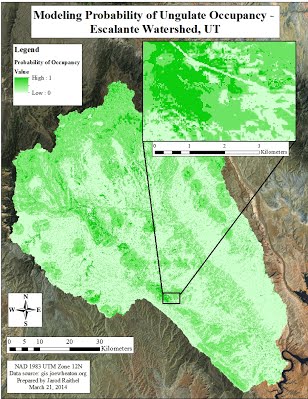 Modeling Probability of Ungulate Occupancy -
Escalante Watershed, UT
Legend
Probability of Occupancy
Value
High : 1
Low : 0
0 0.5 1 2 3
Kilometers
N
W E
S
0 5 10 20 30
Kilometers
NAD 1983 UTM Zone 12N
Data source: gis.joewheaton.org
Prepared by Jarod Raithel
March 21, 2014